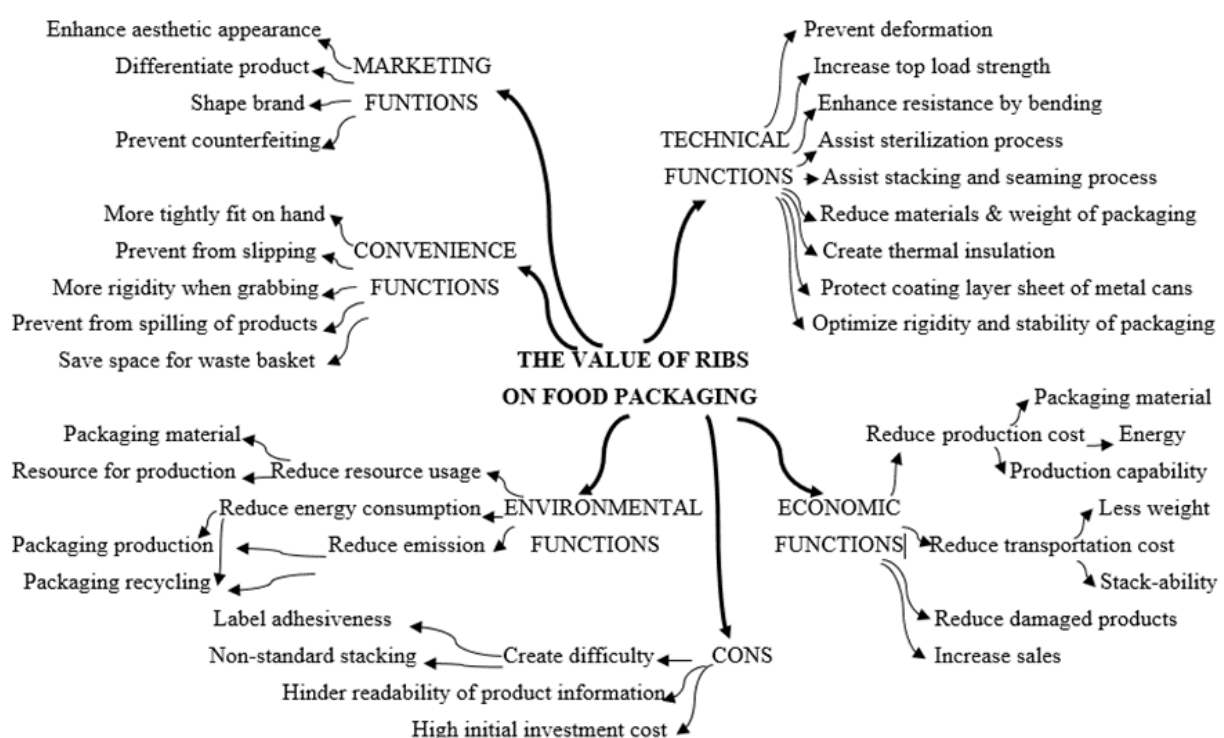 Enhance aesthetic appearance
Differentiate product
Shape brand
Prevent counterfeiting
MARKETING
FUNTIONS
Prevent deformation
Increase top load strength
Enhance resistance by bending
Assist sterilization process
Assist stacking and seaming process
Reduce materials & weight of packaging
Create thermal insulation
Protect coating layer sheet of metal cans
Optimize rigidity and stability of packaging
TECHNICAL
FUNCTIONS
More tightly fit on hand
Prevent from slipping
More rigidity when grabbing
Prevent from spilling of products
Save space for waste basket
CONVENIENCE
FUNCTIONS
THE VALUE OF RIBS
ON FOOD PACKAGING
Packaging material
Resource for production
Reduce resource usage
Reduce energy consumption
Packaging production
Reduce emission
Packaging recycling
ENVIRONMENTAL
FUNCTIONS
ECONOMIC
FUNCTIONS
Reduce production cost
Packaging material
Energy
Production capability
Reduce transportation cost
Less weight
Stack-ability
Reduce damaged products
Increase sales
Label adhesiveness
Non-standard stacking
Create difficulty
CONS
Hinder readability of product information
High initial investment cost